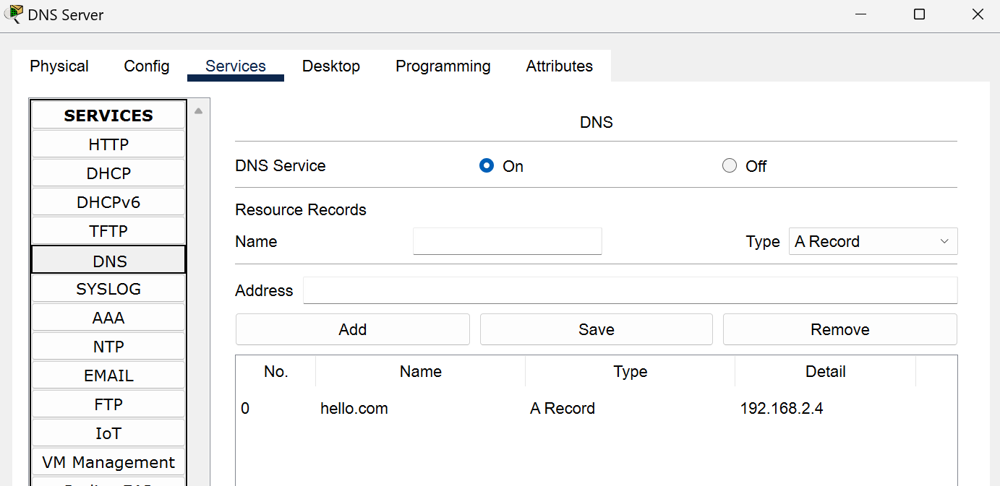 DNS Server
Physical Config Services Desktop Programming Attributes
SERVICES
HTTP
DHCP
DHCPv6
TFTP
DNS
SYSLOG
AAA
NTP
EMAIL
FTP
IoT
VM Management
DNS
DNS Service On Off
Resource Records
Name Type A Record
Address
Add Save Remove
No. Name Type Detail
0 hello.com A Record 192.168.2.4